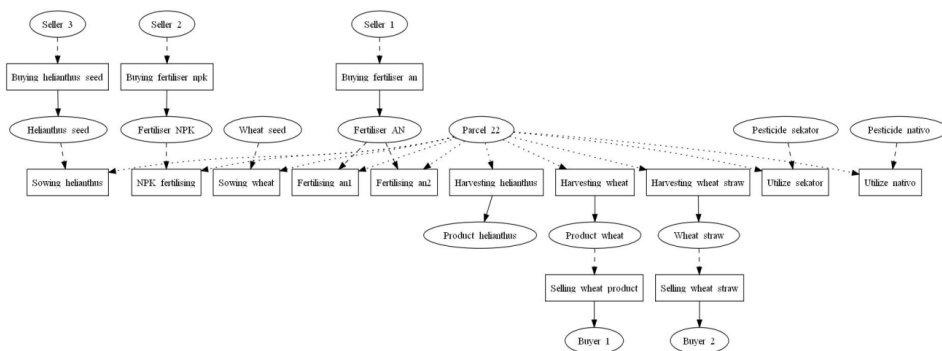 Seller 3
Seller 2
Seller 1
Buying helianthus seed
Buying fertiliser npk
Buying fertiliser an
Helianthus seed
Fertiliser NPK
Wheat seed
Fertiliser AN
Parcel 22
Pesticide sekator
Pesticide nativo
Sowing helianthus
NPK fertilising
Sowing wheat
Fertilising an1
Fertilising an2
Harvesting helianthus
Harvesting wheat
Harvesting wheat straw
Utilize sekator
Utilize nativo
Product helianthus
Product wheat
Wheat straw
Selling wheat product
Selling wheat straw
Buyer 1
Buyer 2